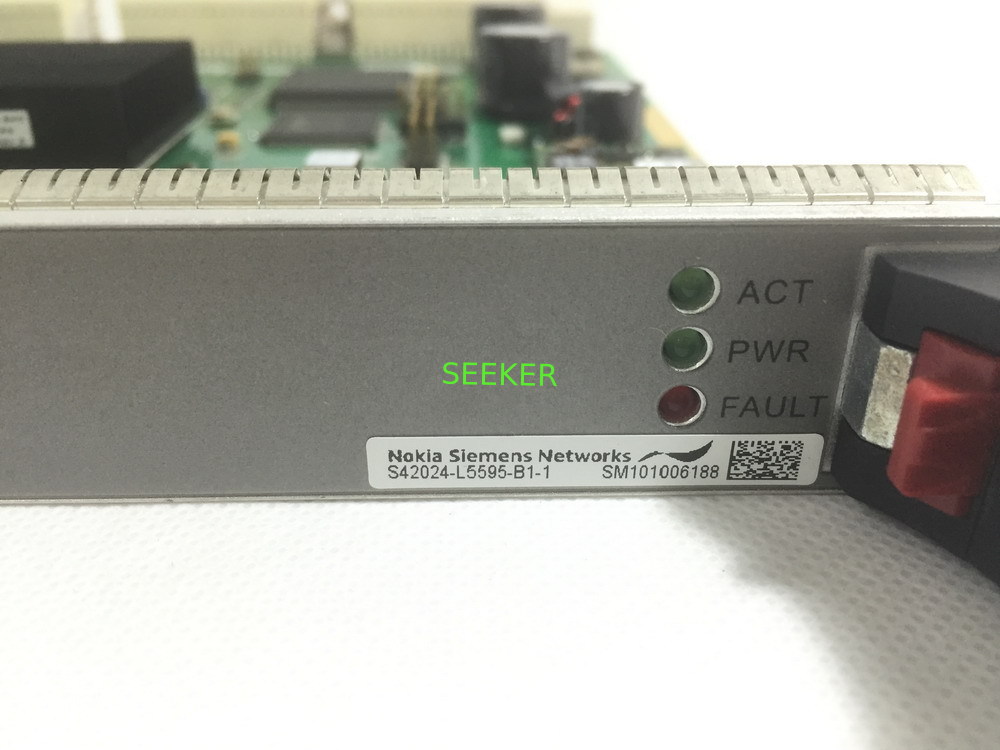 ACT
PWR
SEEKER
FAULT
Nokia Siemens Networks
S42024-L5595-B1-1 SM101006188